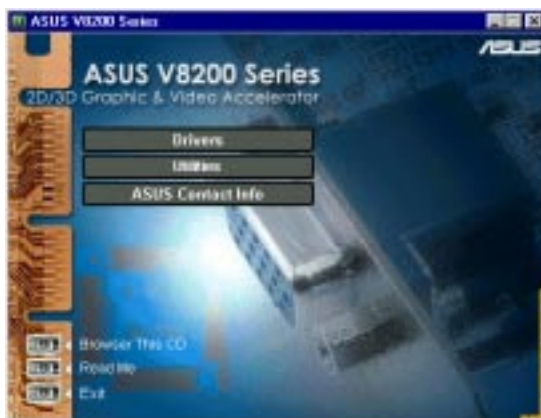 ASUS V8200 Series
ASUS
ASUS V8200 Series
2D/3D Graphic & Video Accelerator
Drivers
Utilities
ASUS Contact Info
Browser This CD
Read Me
Exit